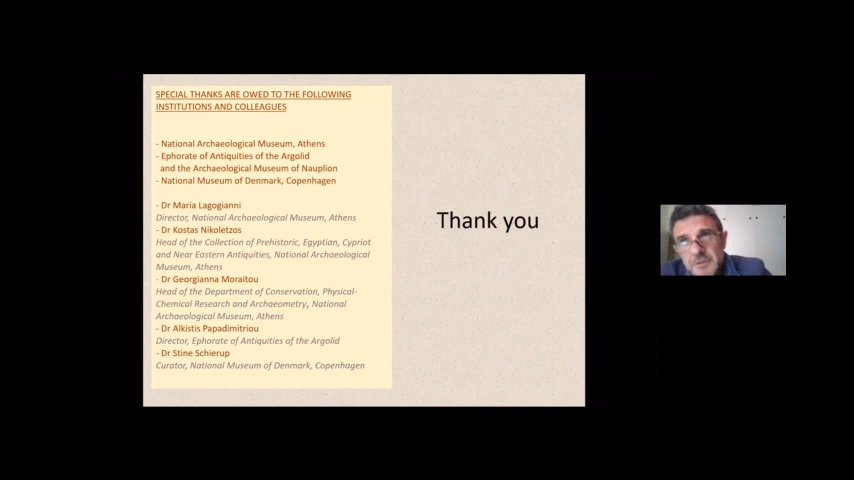 SPECIAL THANKS ARE OWED TO THE FOLLOWING
INSTITUTIONS AND COLLEAGUES
- National Archaeological Museum, Athens
- Ephorate of Antiquities of the Argolid
and the Archaeological Museum of Nauplion
- National Museum of Denmark, Copenhagen
- Dr Maria Lagogianni
Director, National Archaeological Museum, Athens
- Dr Kostas Nikoletzos
Head of the Collection of Prehistoric, Egyptian, Cypriot
and Near Eastern Antiquities, National Archaeological
Museum, Athens
- Dr Georgianna Moraitou
Head of the Department of Conservation, Physical-
Chemical Research and Archaeometry, National
Archaeological Museum, Athens
- Dr Alkistis Papadimitriou
Director, Ephorate of Antiquities of the Argolid
- Dr Stine Schierup
Curator, National Museum of Denmark, Copenhagen
Thank you